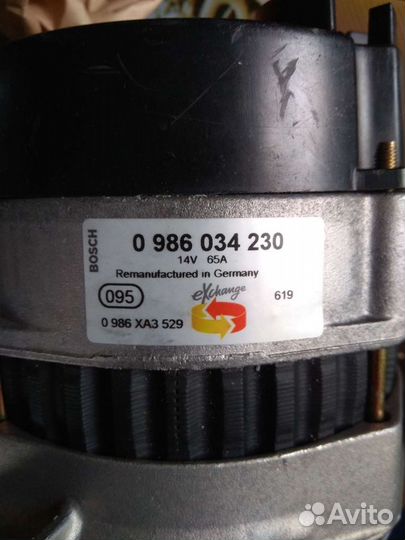 BOSCH
0 986 034 230
14V 65A
Remanufactured in Germany
095
eXchange
619
0 986 XA3 529
Avito